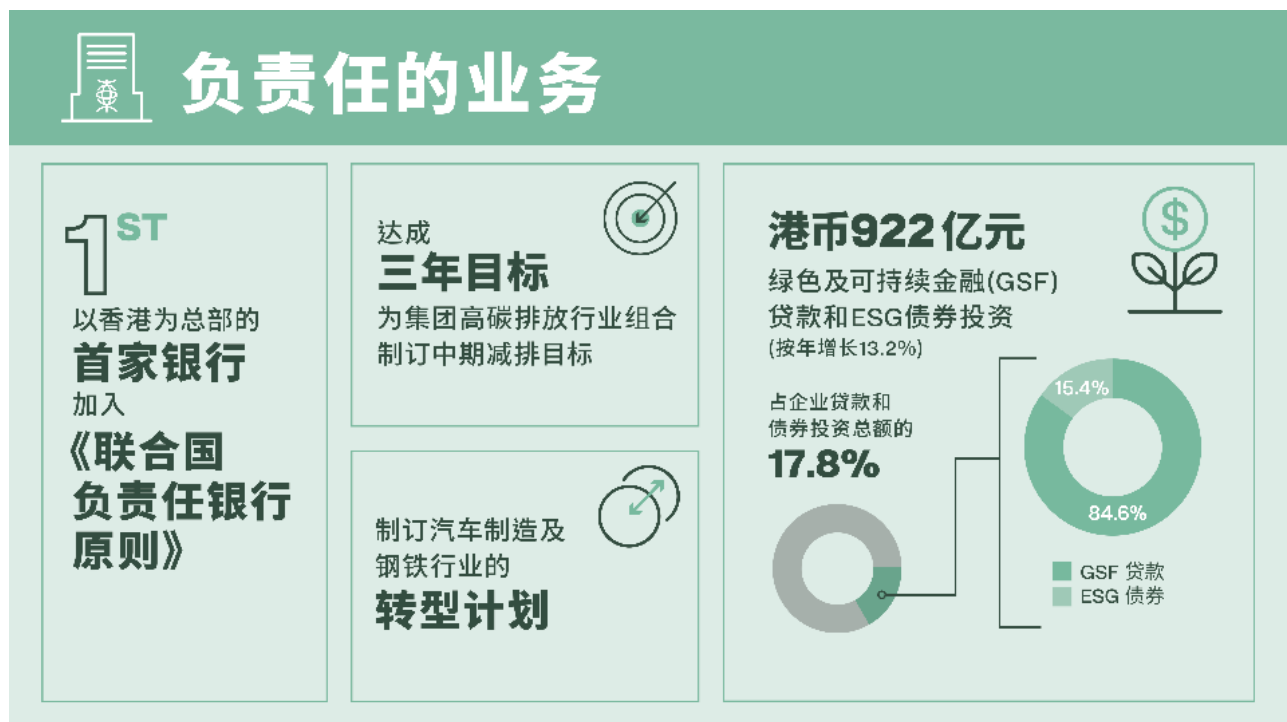 负责任的业务
1ST
以香港为总部的
首家银行
加入
《联合国
负责任银行
原则》
达成
三年目标
为集团高碳排放行业组合
制订中期减排目标
制订汽车制造及
钢铁行业的
转型计划
港币922亿元
绿色及可持续金融(GSF)
贷款和ESG债券投资
(按年增长13.2%)
占企业贷款和
债券投资总额的
17.8%
15.4%
84.6%
GSF 贷款
ESG 债券
$